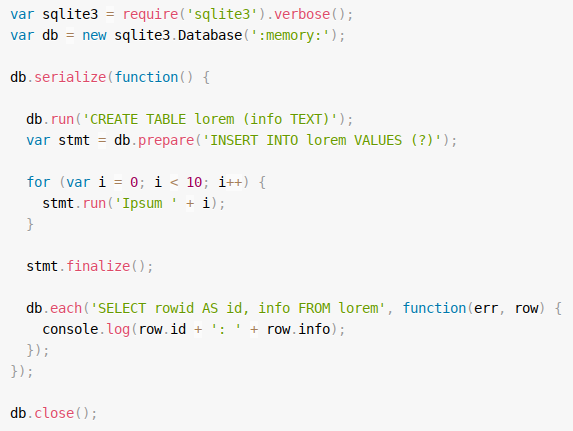 var sqlite3 = require('sqlite3').verbose();
var db = new sqlite3.Database(':memory:');

db.serialize(function() {

  db.run('CREATE TABLE lorem (info TEXT)');
  var stmt = db.prepare('INSERT INTO lorem VALUES (?)');

  for (var i = 0; i < 10; i++) {
    stmt.run('Ipsum ' + i);
  }

  stmt.finalize();

  db.each('SELECT rowid AS id, info FROM lorem', function(err, row) {
    console.log(row.id + ': ' + row.info);
  });
});

db.close();